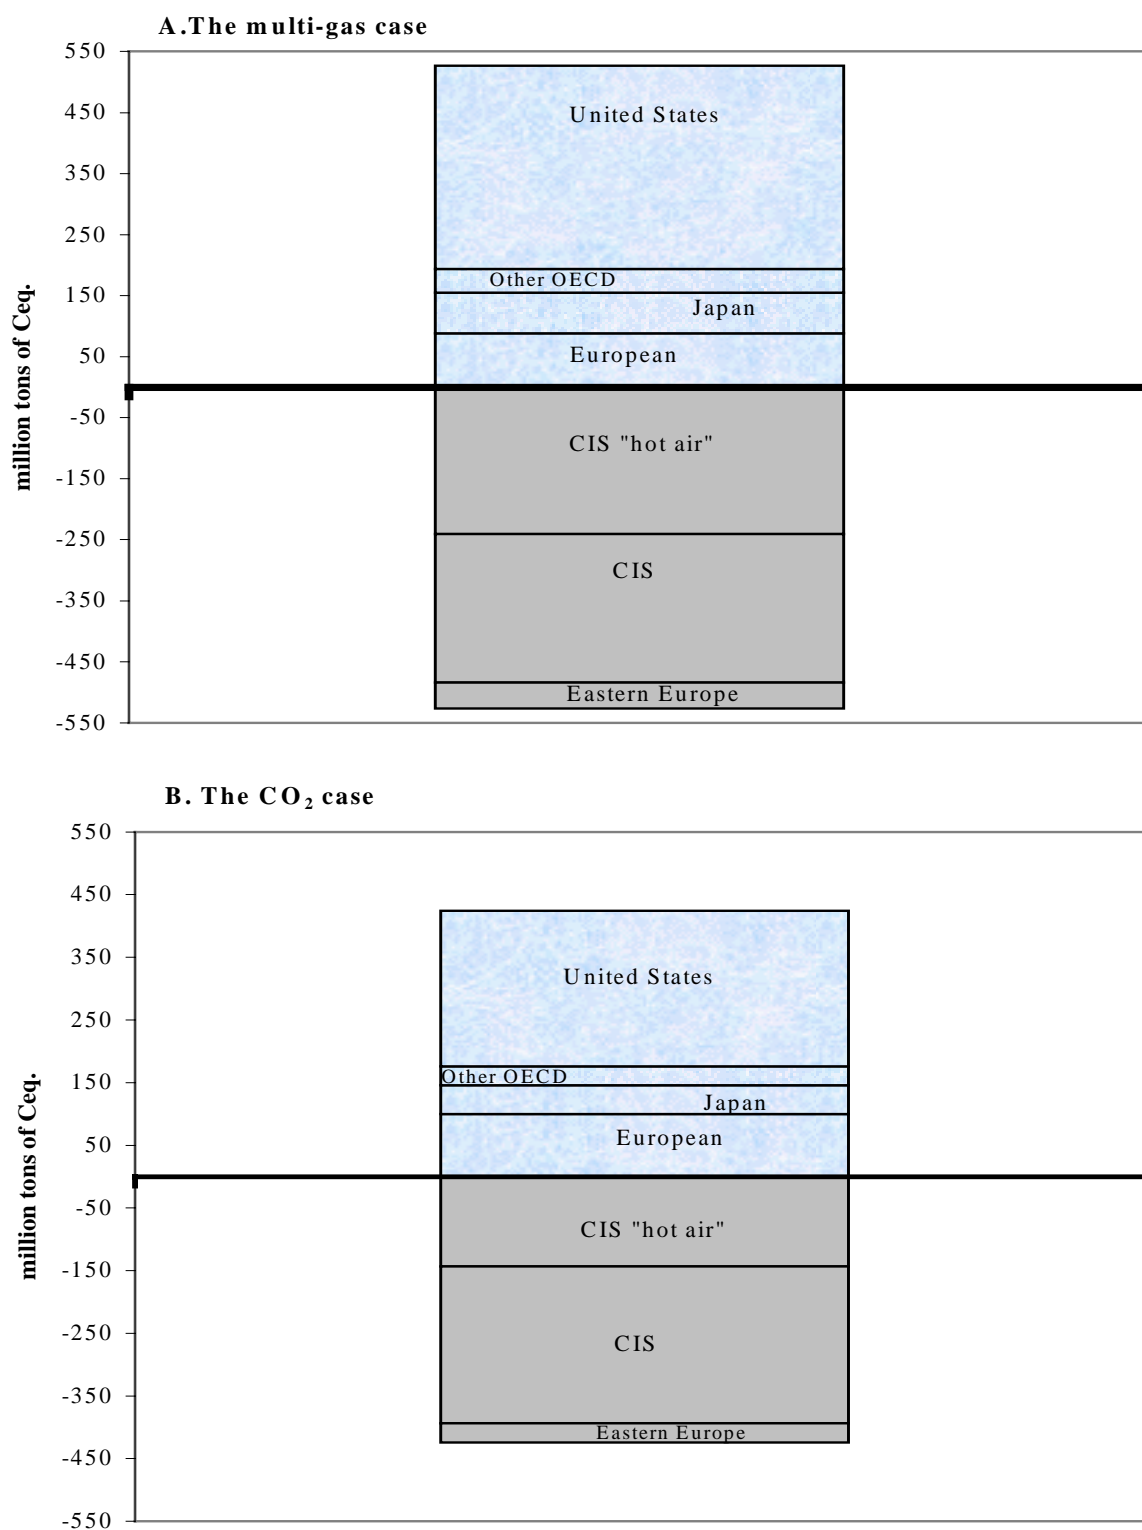 A.The multi-gas case
550
450
350
250
150
50
-50
-150
-250
-350
-450
-550
million tons of Ceq.
United States
Other OECD
Japan
European
CIS "hot air"
CIS
Eastern Europe
B. The CO₂ case
550
450
350
250
150
50
-50
-150
-250
-350
-450
-550
million tons of Ceq.
United States
Other OECD
Japan
European
CIS "hot air"
CIS
Eastern Europe